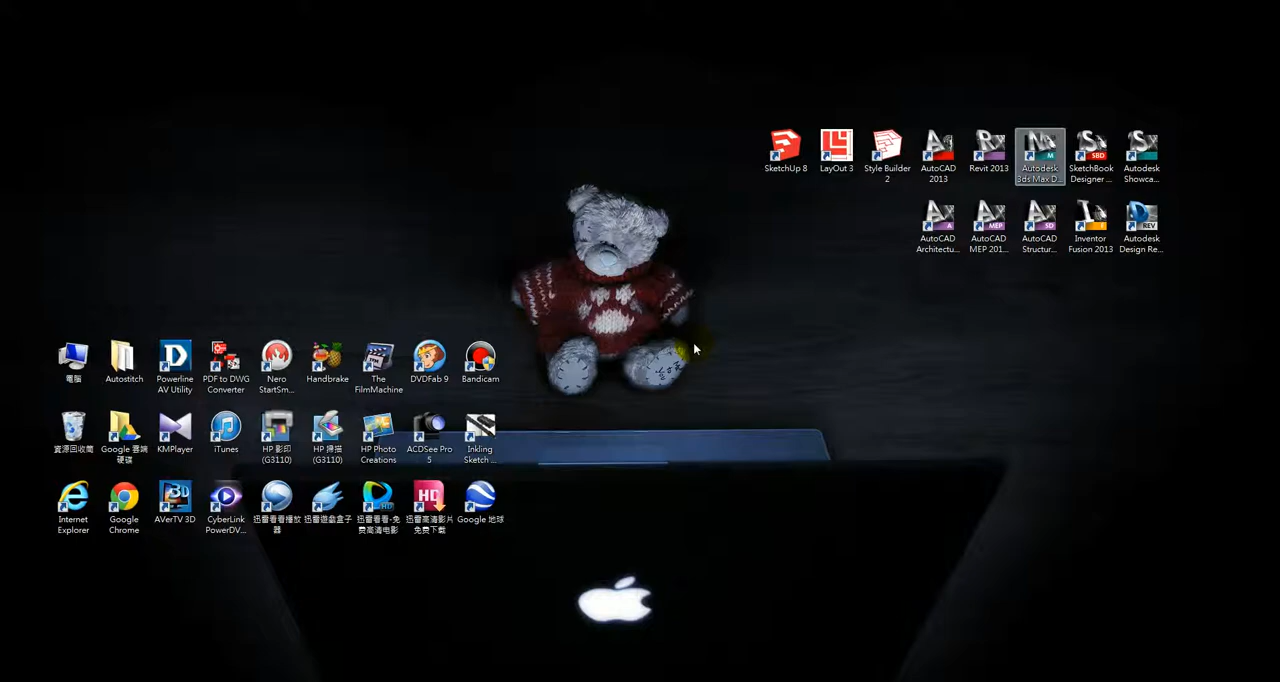 SketchUp 8
LayOut 3
Style Builder
2
AutoCAD
2013
Revit 2013
Autodesk
3ds Max D...
SketchBook
Designer ...
Autodesk
Showca...
AutoCAD
Architectu...
AutoCAD
MEP 201...
AutoCAD
Structur...
Inventor
Fusion 2013
Autodesk
Design Re...
電腦
Autostitch
Powerline
AV Utility
PDF to DWG
Converter
Nero
StartSm...
Handbrake
The
FilmMachine
DVDFab 9
Bandicam
資源回收筒
Google 雲端
硬碟
KMPlayer
iTunes
HP 影印
(G3110)
HP 掃描
(G3110)
HP Photo
Creations
ACDSee Pro
5
Inkling
Sketch ...
Internet
Explorer
Google
Chrome
AVerTV 3D
CyberLink
PowerDV...
迅雷看看播放
器
迅雷遊戲盒子
迅雷看看-免
费高清电影
迅雷高清影片
免费下载
Google 地球